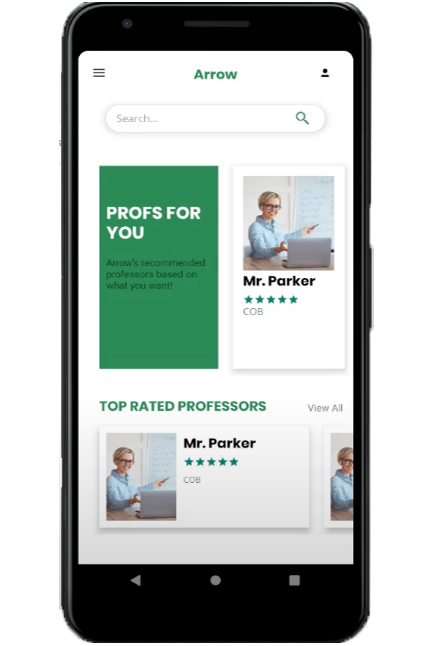 Arrow
Search...
PROFS FOR
YOU
Arrow's recommended
professors based on
what you want!
Mr. Parker
COB
TOP RATED PROFESSORS
View All
Mr. Parker
COB